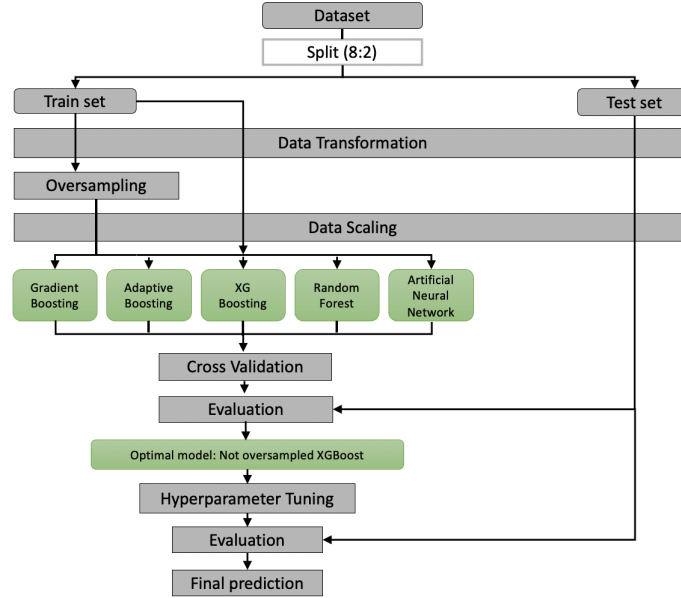 Dataset
Split (8:2)
Train set
Test set
Data Transformation
Oversampling
Data Scaling
Gradient
Boosting
Adaptive
Boosting
XG
Boosting
Random
Forest
Artificial
Neural
Network
Cross Validation
Evaluation
Optimal model: Not oversampled XGBoost
Hyperparameter Tuning
Evaluation
Final prediction